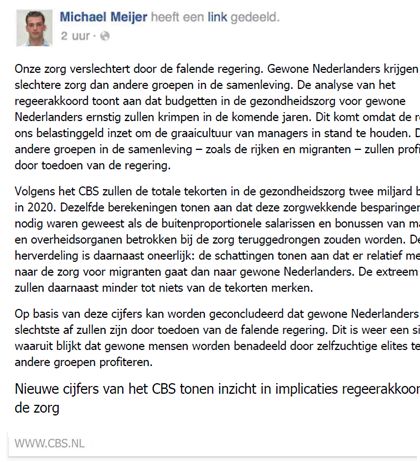 Michael Meijer heeft een link gedeeld.
2 uur ·
Onze zorg verslechtert door de falende regering. Gewone Nederlanders krijgen
slechtere zorg dan andere groepen in de samenleving. De analyse van het
regeerakkoord toont aan dat budgetten in de gezondheidszorg voor gewone
Nederlanders ernstig zullen krimpen in de komende jaren. Dit komt omdat de r
ons belastinggeld inzet om de graaicultuur van managers in stand te houden. D
andere groepen in de samenleving – zoals de rijken en migranten – zullen profi
door toedoen van de regering.
Volgens het CBS zullen de totale tekorten in de gezondheidszorg twee miljard b
in 2020. Dezelfde berekeningen tonen aan dat deze zorgwekkende besparinge
nodig waren geweest als de buitenproportionele salarissen en bonussen van ma
en overheidsorganen betrokken bij de zorg teruggedrongen zouden worden. De
herverdeling is daarnaast oneerlijk: de schattingen tonen aan dat er relatief me
naar de zorg voor migranten gaat dan naar gewone Nederlanders. De extreem
zullen daarnaast minder tot niets van de tekorten merken.
Op basis van deze cijfers kan worden geconcludeerd dat gewone Nederlanders
slechtste af zullen zijn door toedoen van de falende regering. Dit is weer een si
waaruit blijkt dat gewone mensen worden benadeeld door zelfzuchtige elites te
andere groepen profiteren.
Nieuwe cijfers van het CBS tonen inzicht in implicaties regeerakkoor
de zorg
WWW.CBS.NL